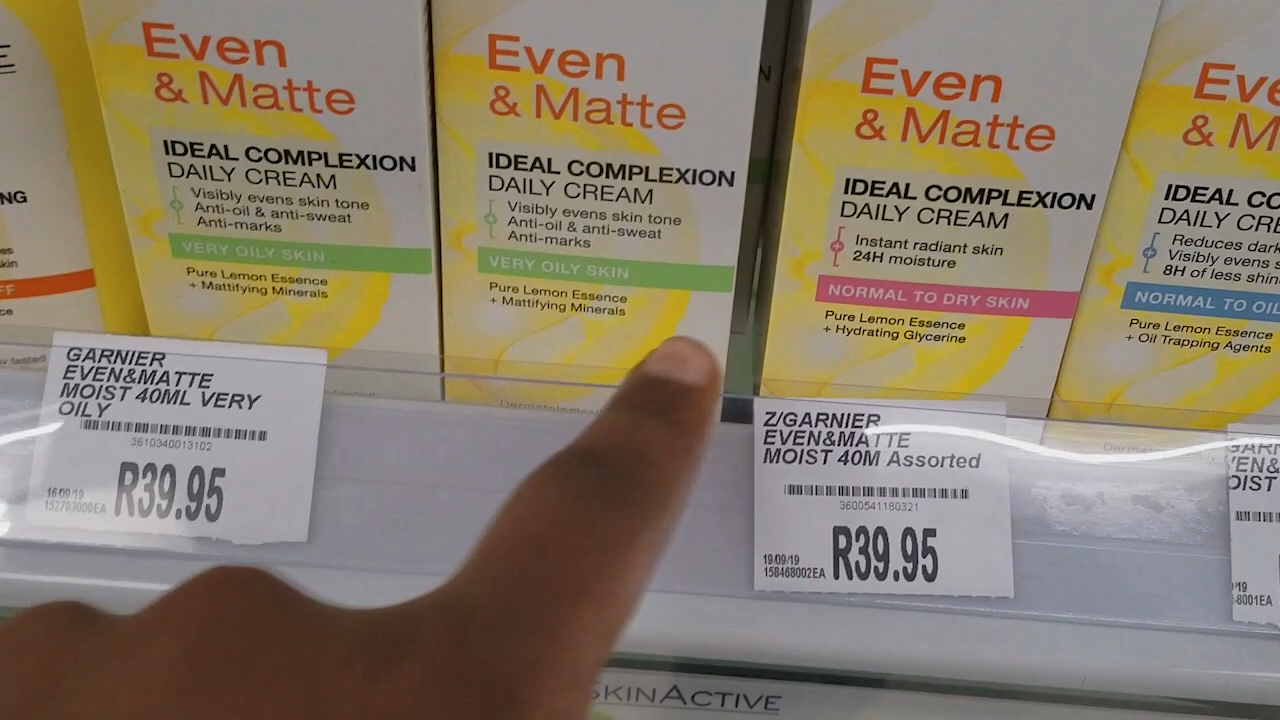 NG
Even
& Matte
IDEAL COMPLEXION
DAILY CREAM
Visibly evens skin tone
Anti-oil & anti-sweat
Anti-marks
VERY OILY SKIN
Pure Lemon Essence
+ Mattifying Minerals
Even
& Matte
IDEAL COMPLEXION
DAILY CREAM
Visibly evens skin tone
Anti-oil & anti-sweat
Anti-marks
VERY OILY SKIN
Pure Lemon Essence
+ Mattifying Minerals
Even
& Matte
IDEAL COMPLEXION
DAILY CREAM
Instant radiant skin
24H moisture
NORMAL TO DRY SKIN
Pure Lemon Essence
+ Hydrating Glycerine
Eve
& M
IDEAL CO
DAILY CRE
Reduces dark
Visibly evens s
8H of less shin
NORMAL TO OIL
Pure Lemon Essence
+ Oil Trapping Agents
GARNIER
EVEN&MATTE
MOIST 40ML VERY
OILY
3610340013102
R39.95
16/09/19
152793000EA
Z/GARNIER
EVEN&MATTE
MOIST 40M Assorted
3600541180321
R39.95
19/09/19
158468002EA
8001EA
SKINACTIVE